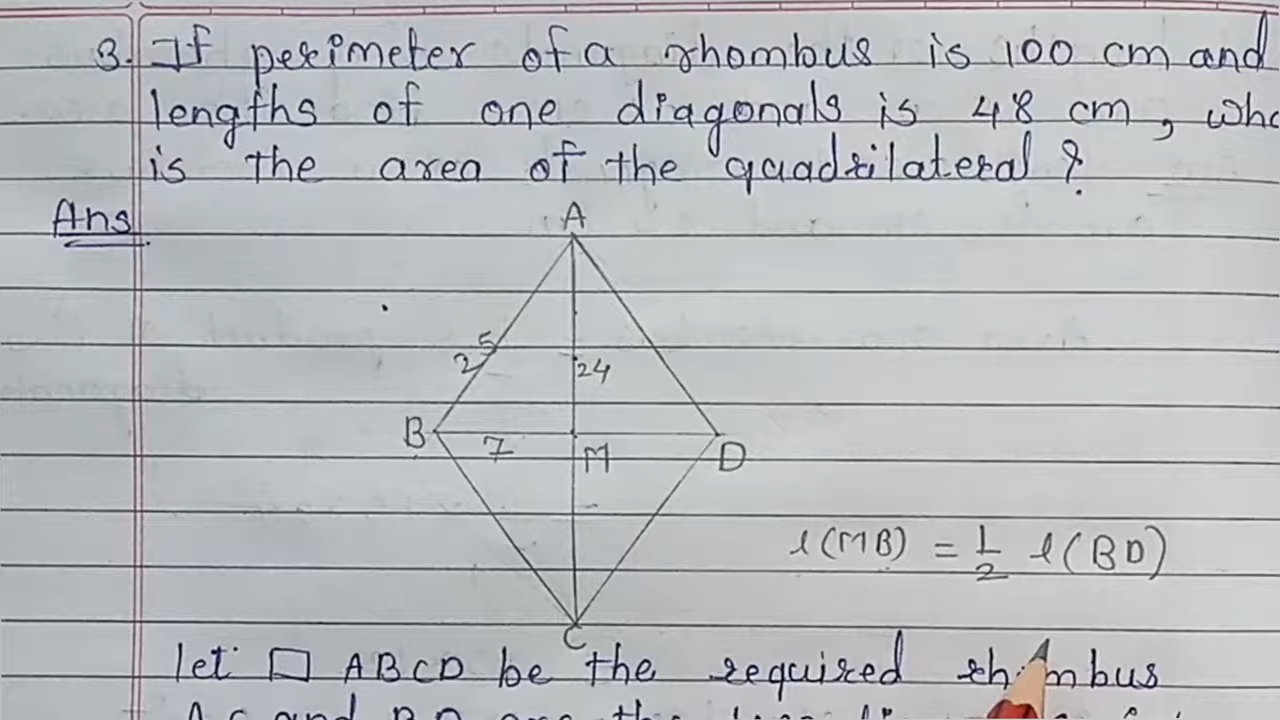 3. If perimeter of a rhombus is 100 cm and
lengths of one diagonals is 48 cm,
is the area of the quadrilateral ?
Ans
A
25
24
B
7
M
D
l(MB) = 1/2 l(BD)
C
let □ ABCD be the required rhombus